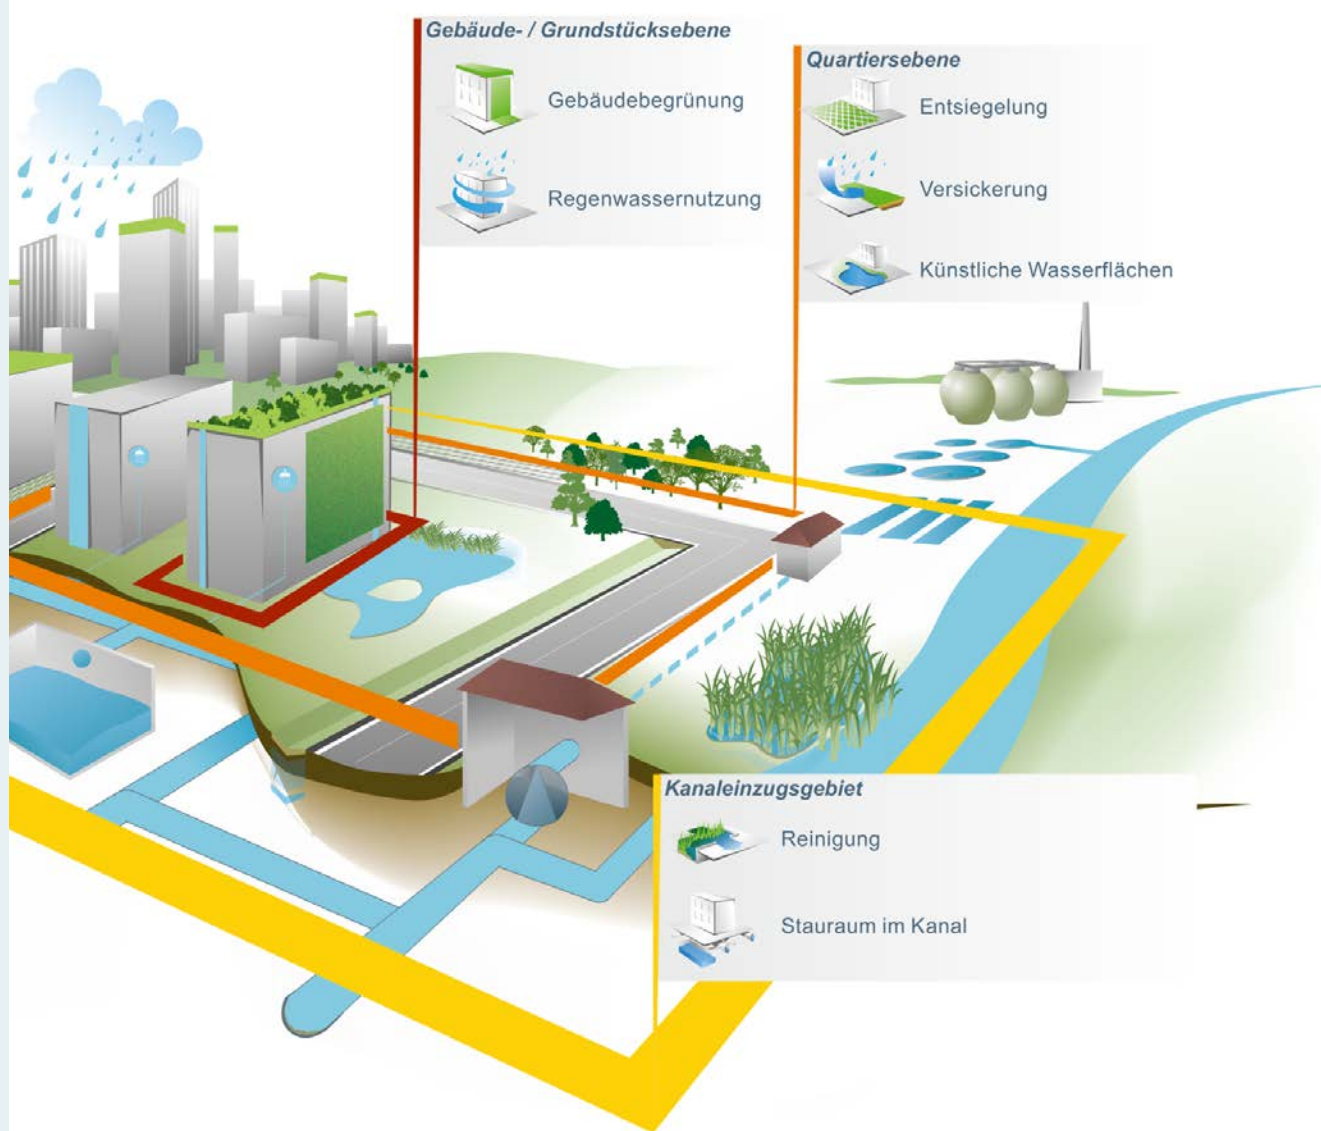 Gebäude- / Grundstücksebene
Gebäudebegrünung
Regenwassernutzung
Quartiersebene
Entsiegelung
Versickerung
Künstliche Wasserflächen
Kanaleinzugsgebiet
Reinigung
Stauraum im Kanal